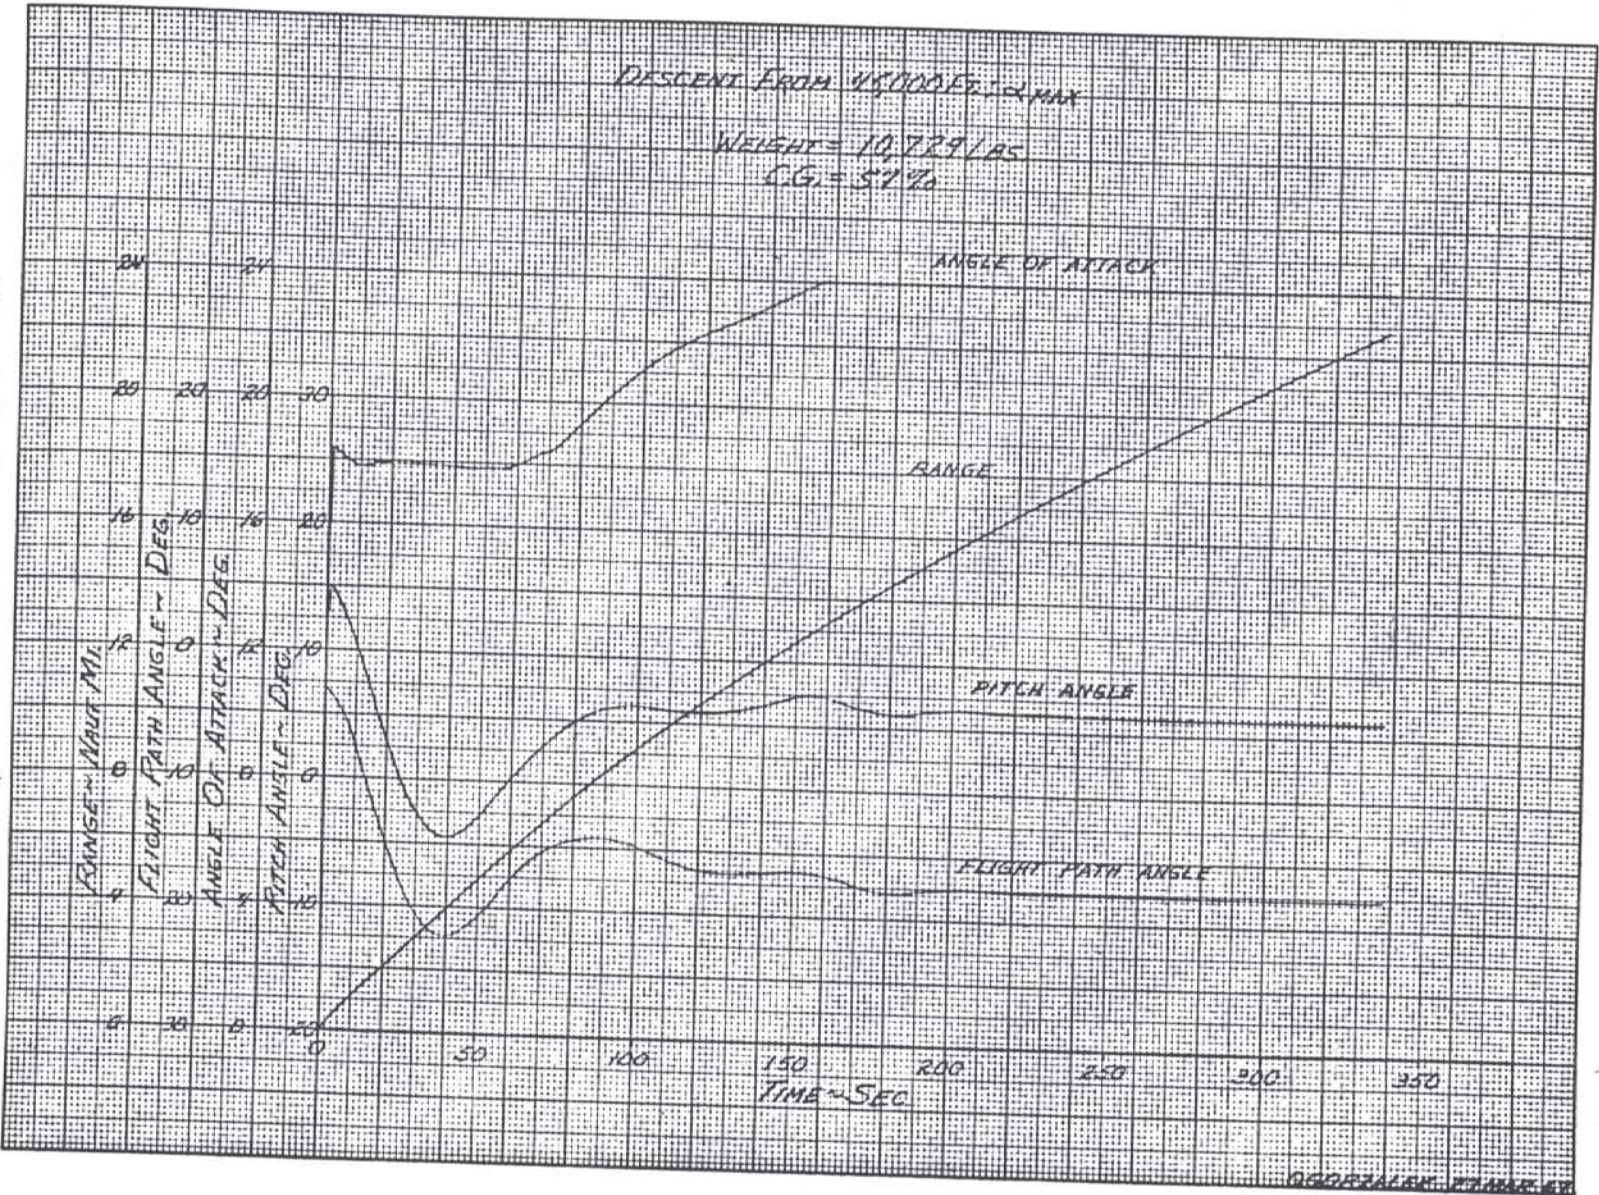 DESCENT FROM 45,000 FT.; α MAX
WEIGHT = 10,729 LBS.
C.G. = 57%
24 24
ANGLE OF ATTACK
20 20 20 30
RANGE
16 10 16 20
12 0 12 10
PITCH ANGLE
8 -10 8 0
FLIGHT PATH ANGLE
4 -20 4 -10
0 -30 0 -20
RANGE ~ NAUT MI.
FLIGHT PATH ANGLE ~ DEG.
ANGLE OF ATTACK ~ DEG.
PITCH ANGLE ~ DEG.
0 50 100 150 200 250 300 350
TIME ~ SEC